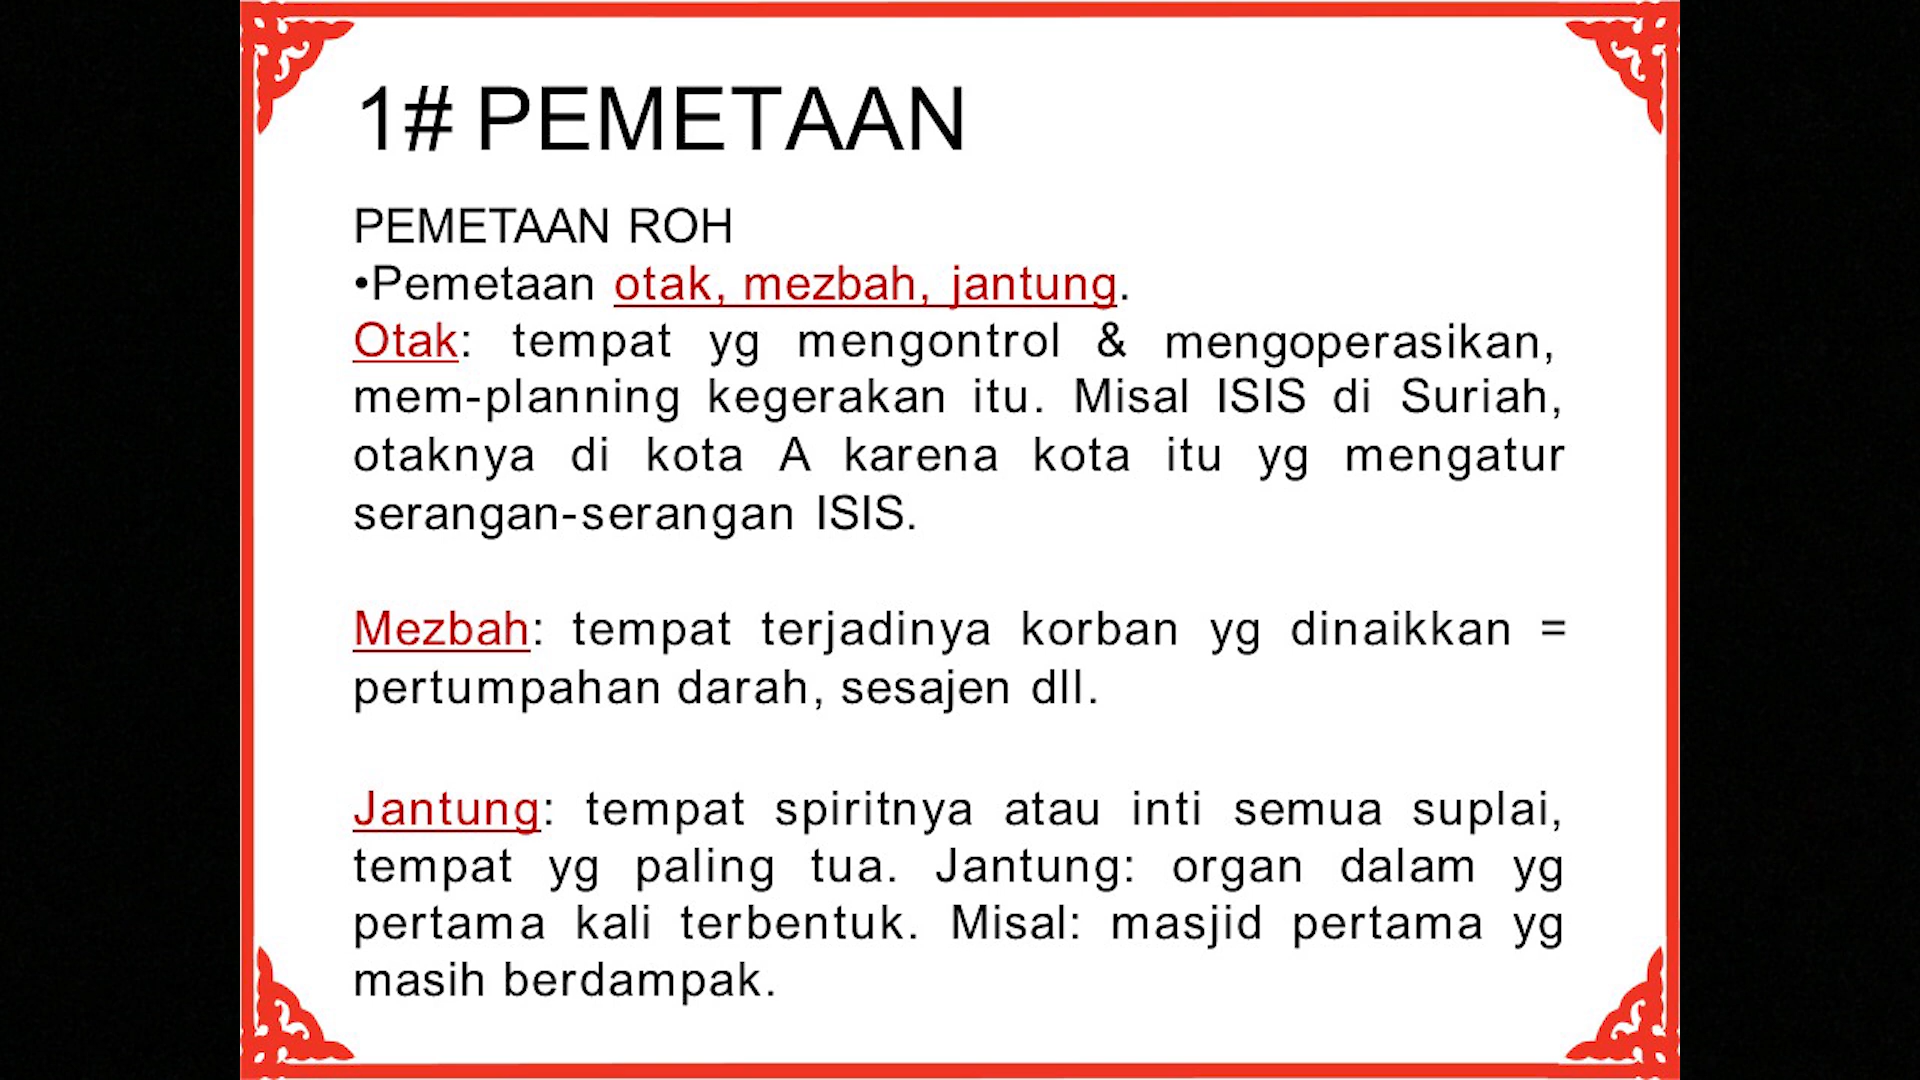 1# PEMETAAN
PEMETAAN ROH
•Pemetaan otak, mezbah, jantung.
Otak: tempat yg mengontrol & mengoperasikan,
mem-planning kegerakan itu. Misal ISIS di Suriah,
otaknya di kota A karena kota itu yg mengatur
serangan-serangan ISIS.
Mezbah: tempat terjadinya korban yg dinaikkan =
pertumpahan darah, sesajen dll.
Jantung: tempat spiritnya atau inti semua suplai,
tempat yg paling tua. Jantung: organ dalam yg
pertama kali terbentuk. Misal: masjid pertama yg
masih berdampak.